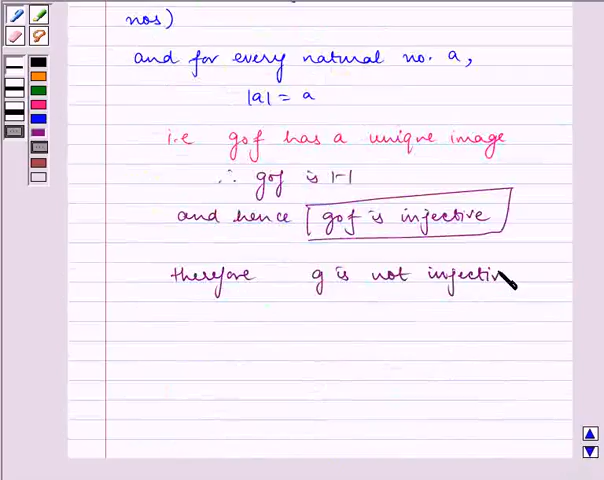 nos)
and for every natural no. a,
|a| = a
i.e gof has a unique image
∴ gof is 1-1
and hence gof is injective
therefore g is not injectiv